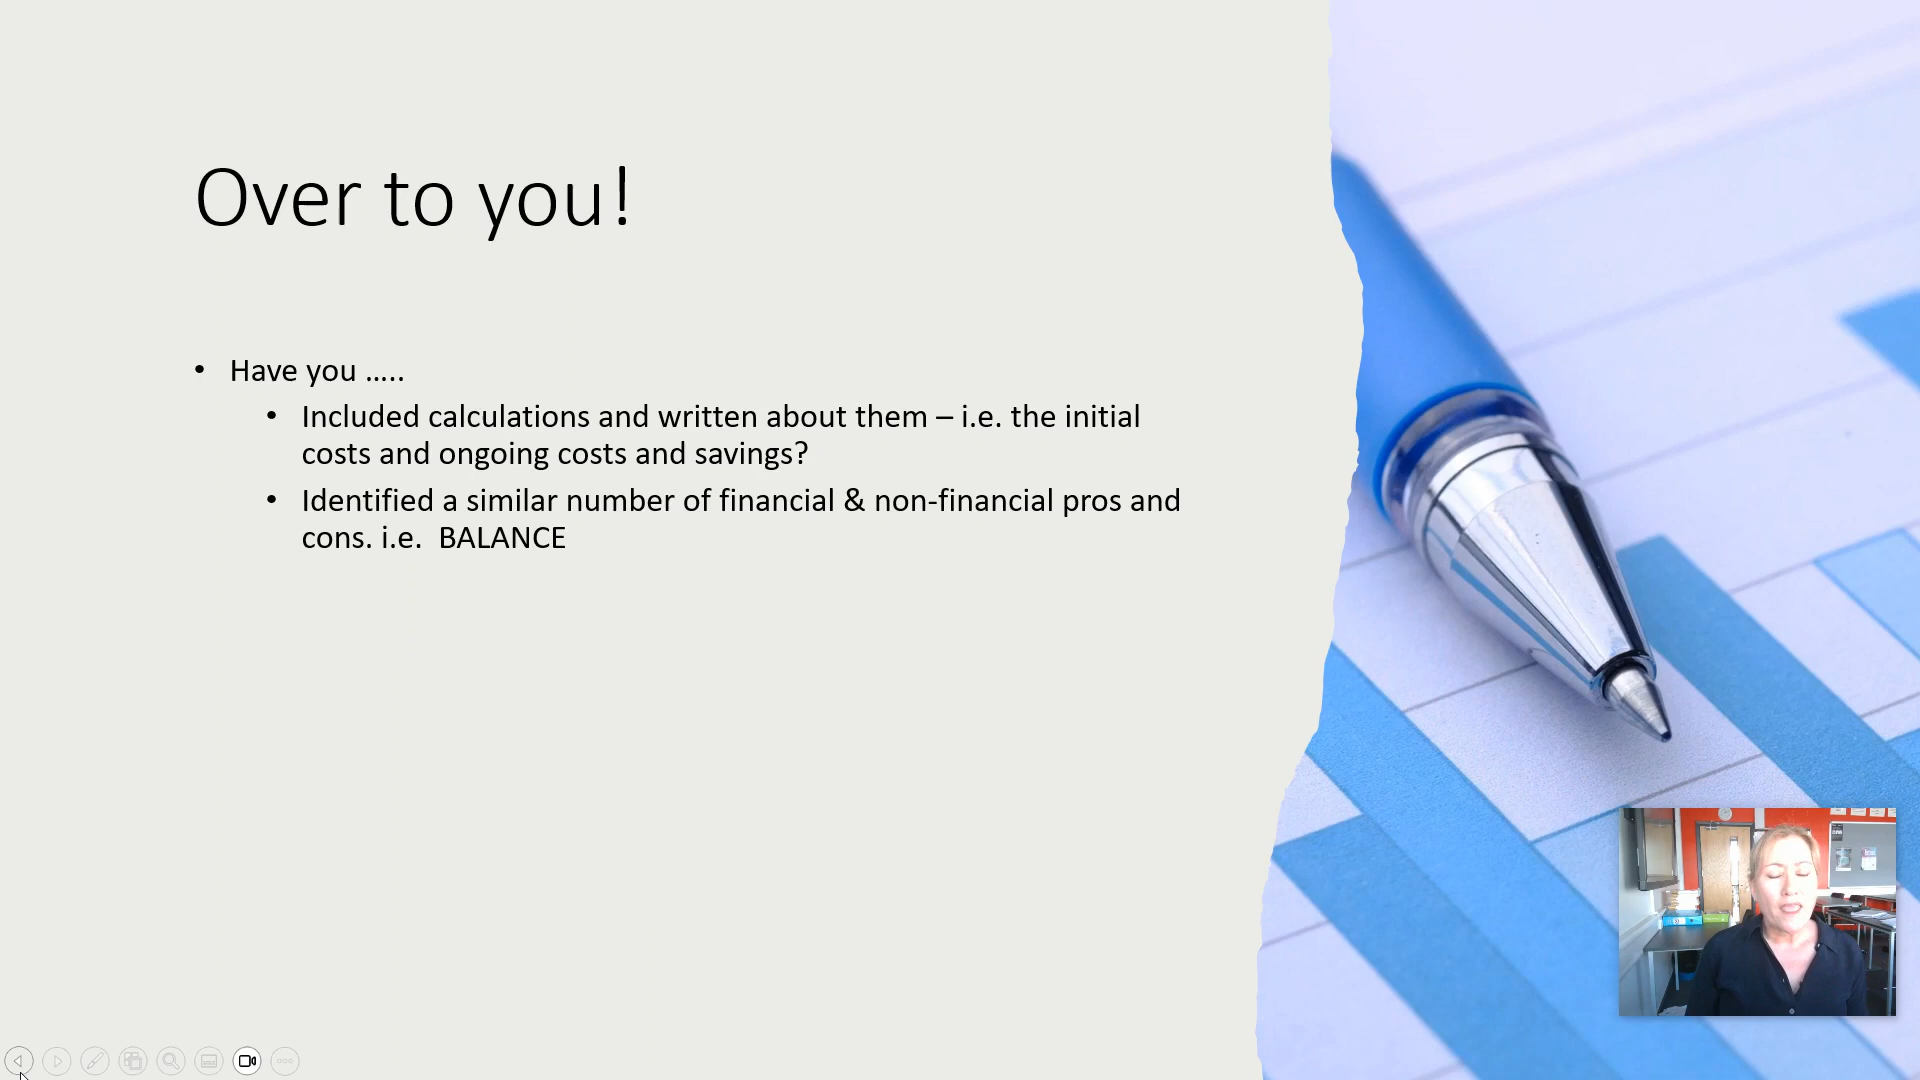 Over to you!
• Have you .....
• Included calculations and written about them – i.e. the initial
costs and ongoing costs and savings?
• Identified a similar number of financial & non-financial pros and
cons. i.e.  BALANCE